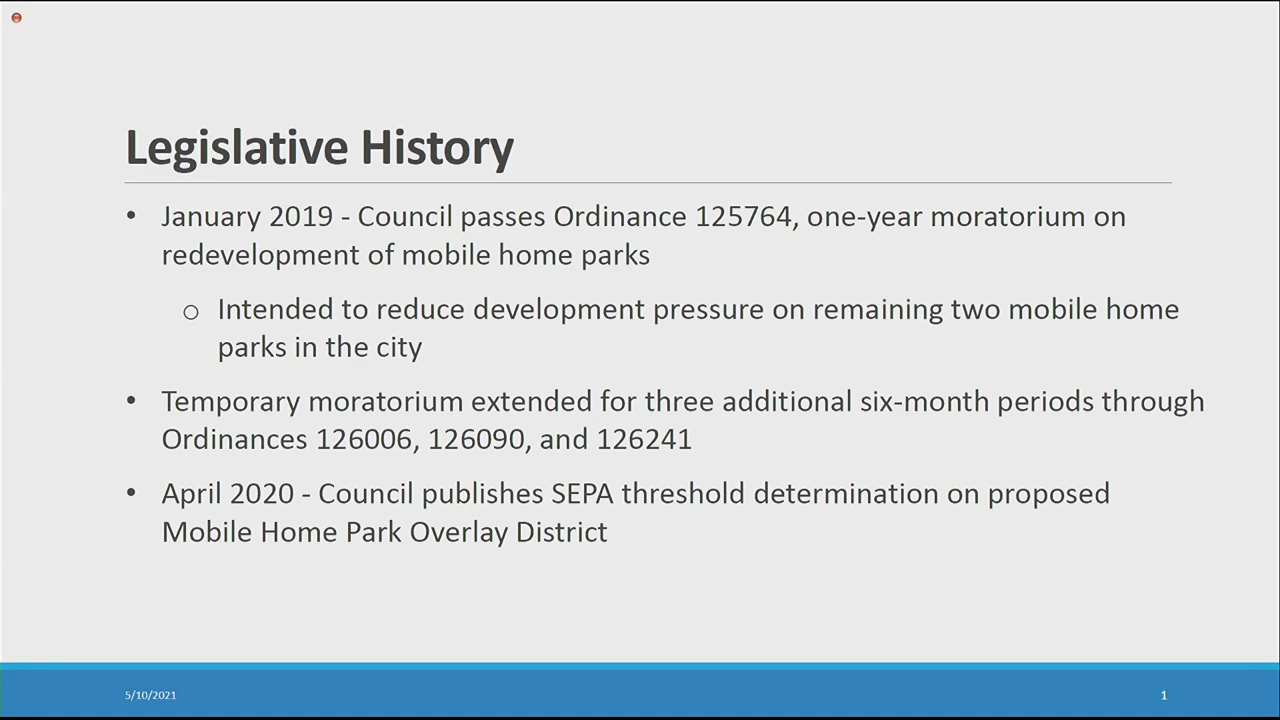 Legislative History
• January 2019 - Council passes Ordinance 125764, one-year moratorium on
redevelopment of mobile home parks
o Intended to reduce development pressure on remaining two mobile home
parks in the city
• Temporary moratorium extended for three additional six-month periods through
Ordinances 126006, 126090, and 126241
• April 2020 - Council publishes SEPA threshold determination on proposed
Mobile Home Park Overlay District
5/10/2021
1